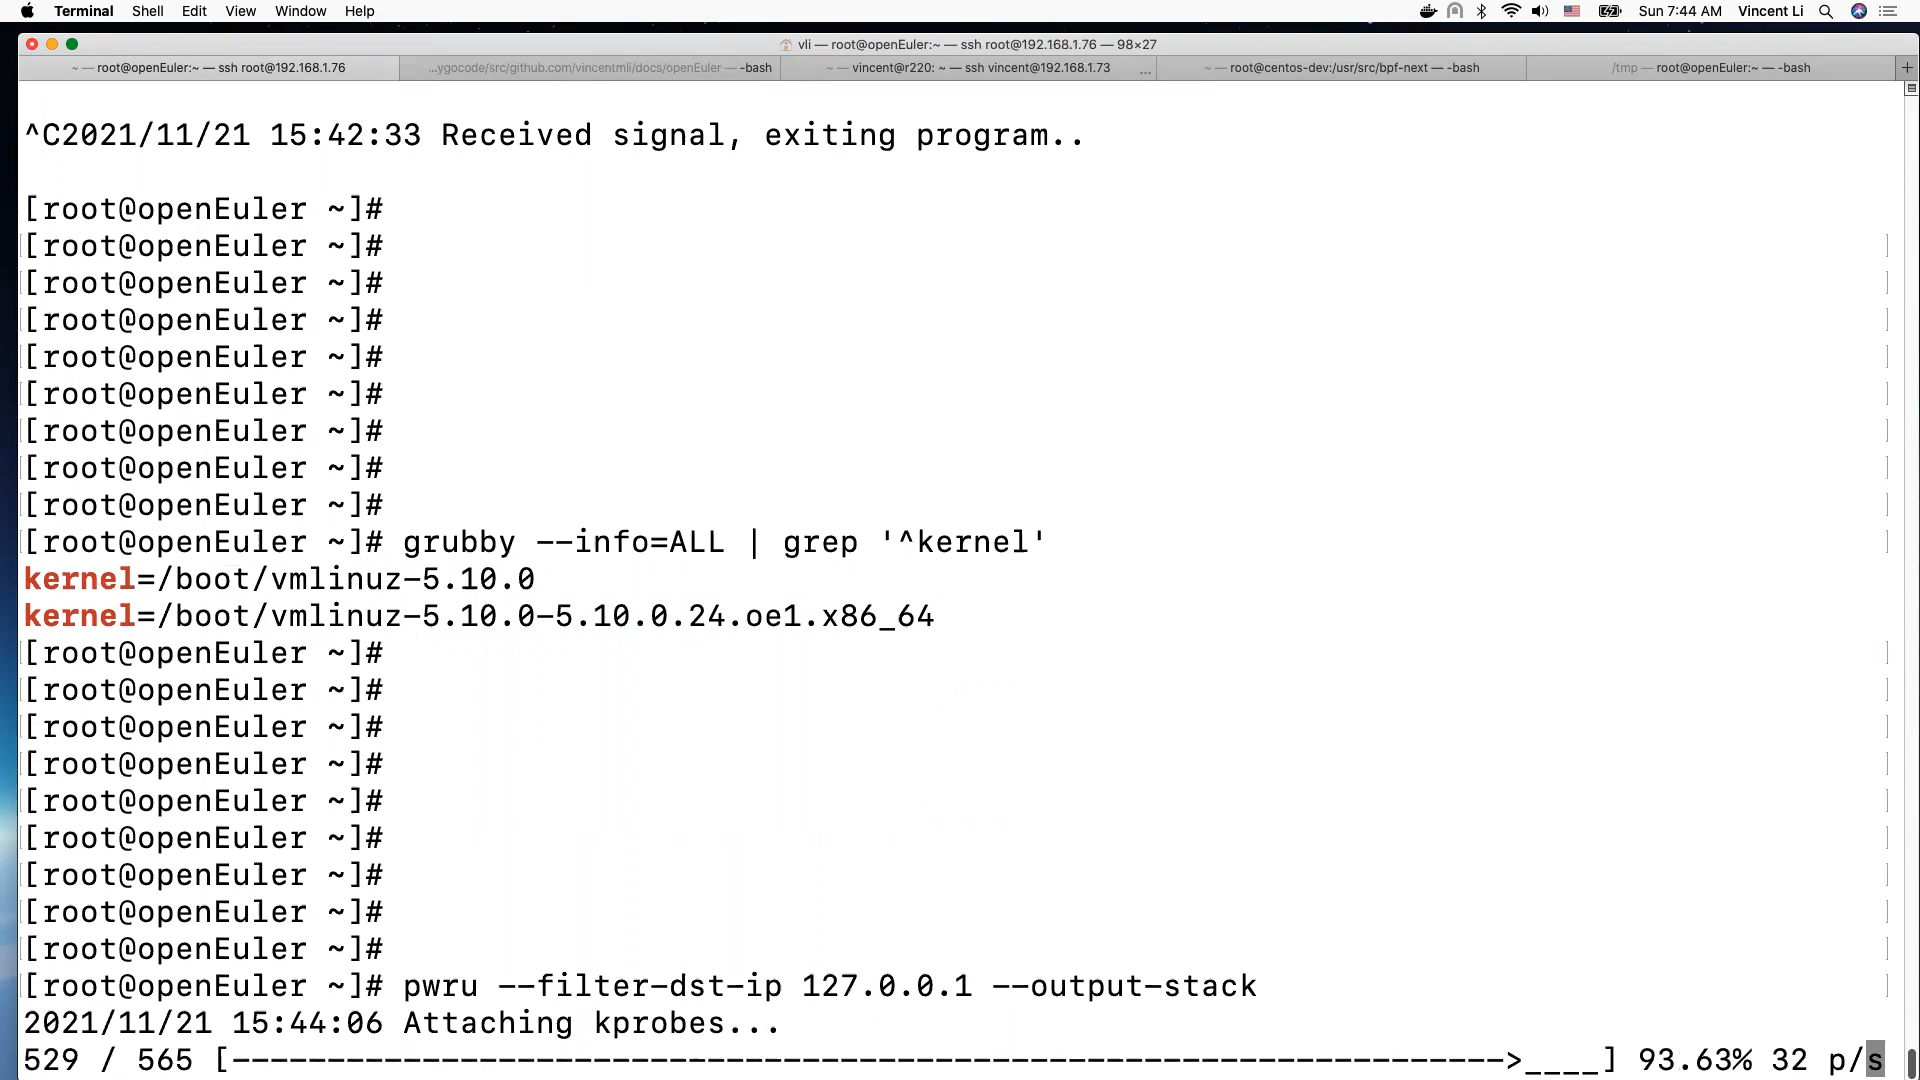 Terminal Shell Edit View Window Help Sun 7:44 AM Vincent Li
vli — root@openEuler:~ — ssh root@192.168.1.76 — 98×27
~ — root@openEuler:~ — ssh root@192.168.1.76 ...ygocode/src/github.com/vincentmli/docs/openEuler — -bash ~ — vincent@r220: ~ — ssh vincent@192.168.1.73 ... ~ — root@centos-dev:/usr/src/bpf-next — -bash /tmp — root@openEuler:~ — -bash +
^C2021/11/21 15:42:33 Received signal, exiting program..
[root@openEuler ~]#
[root@openEuler ~]# ]
[root@openEuler ~]# ]
[root@openEuler ~]# ]
[root@openEuler ~]# ]
[root@openEuler ~]# ]
[root@openEuler ~]# ]
[root@openEuler ~]# ]
[root@openEuler ~]# ]
[root@openEuler ~]# grubby --info=ALL | grep '^kernel' ]
kernel=/boot/vmlinuz-5.10.0
kernel=/boot/vmlinuz-5.10.0-5.10.0.24.oe1.x86_64
[root@openEuler ~]# ]
[root@openEuler ~]# ]
[root@openEuler ~]# ]
[root@openEuler ~]# ]
[root@openEuler ~]# ]
[root@openEuler ~]# ]
[root@openEuler ~]# ]
[root@openEuler ~]# ]
[root@openEuler ~]# ]
[root@openEuler ~]# pwru --filter-dst-ip 127.0.0.1 --output-stack ]
2021/11/21 15:44:06 Attaching kprobes...
529 / 565 [------------------------------------------------------------------->____] 93.63% 32 p/s